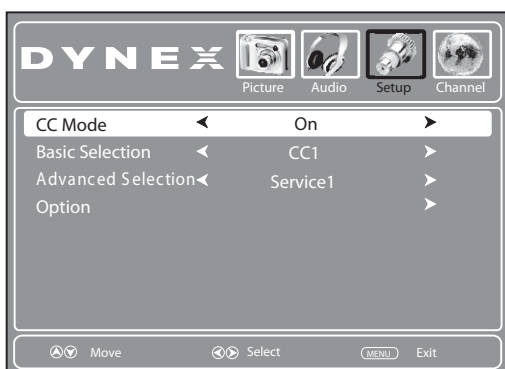 DYNEX
Picture Audio Setup Channel
CC Mode On
Basic Selection CC1
Advanced Selection Service1
Option
Move Select MENU Exit